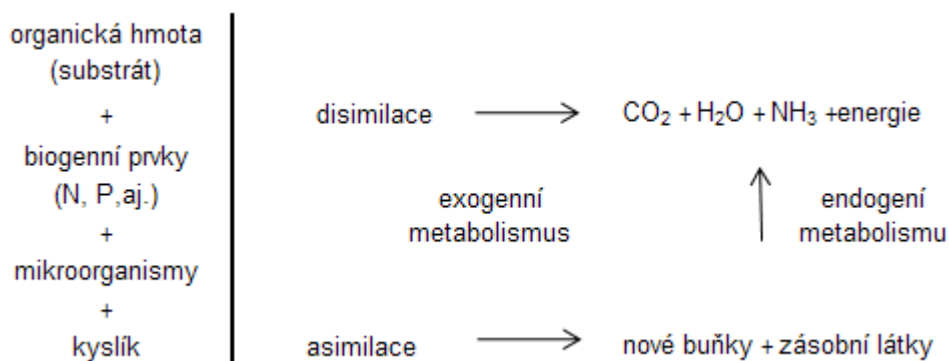 organická hmota
(substrát)
+
biogenní prvky
(N, P,aj.)
+
mikroorganismy
+
kyslík
disimilace
CO₂ + H₂O + NH₃ +energie
exogenní
metabolismus
endogení
metabolismu
asimilace
nové buňky + zásobní látky